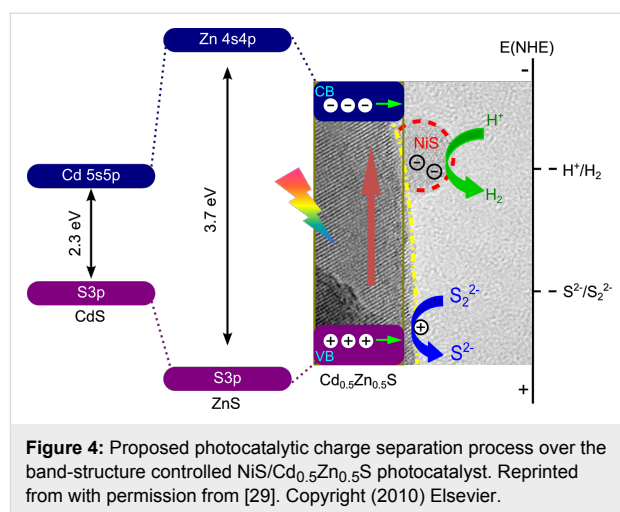 Zn 4s4p
E(NHE)
-
CB
− − −
NiS
− −
H⁺
H₂
H⁺/H₂
Cd 5s5p
2.3 eV
3.7 eV
S3p
CdS
S²⁻/S₂²⁻
S₂²⁻
+
S²⁻
+ + +
VB
S3p
ZnS
Cd₀.₅Zn₀.₅S
+
Figure 4: Proposed photocatalytic charge separation process over the
band-structure controlled NiS/Cd₀.₅Zn₀.₅S photocatalyst. Reprinted
from with permission from [29]. Copyright (2010) Elsevier.